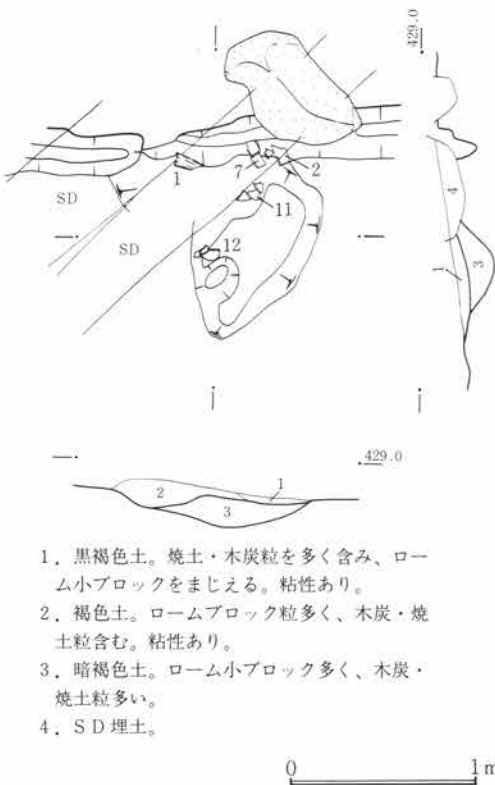 429.0
1
7
2
SD
11
SD
12
4
1
3
429.0
1
2
3
1．黒褐色土。焼土・木炭粒を多く含み、ロー
ム小ブロックをまじえる。粘性あり。
2．褐色土。ロームブロック粒多く、木炭・焼
土粒含む。粘性あり。
3．暗褐色土。ローム小ブロック多く、木炭・
焼土粒多い。
4．SD埋土。
0 1m